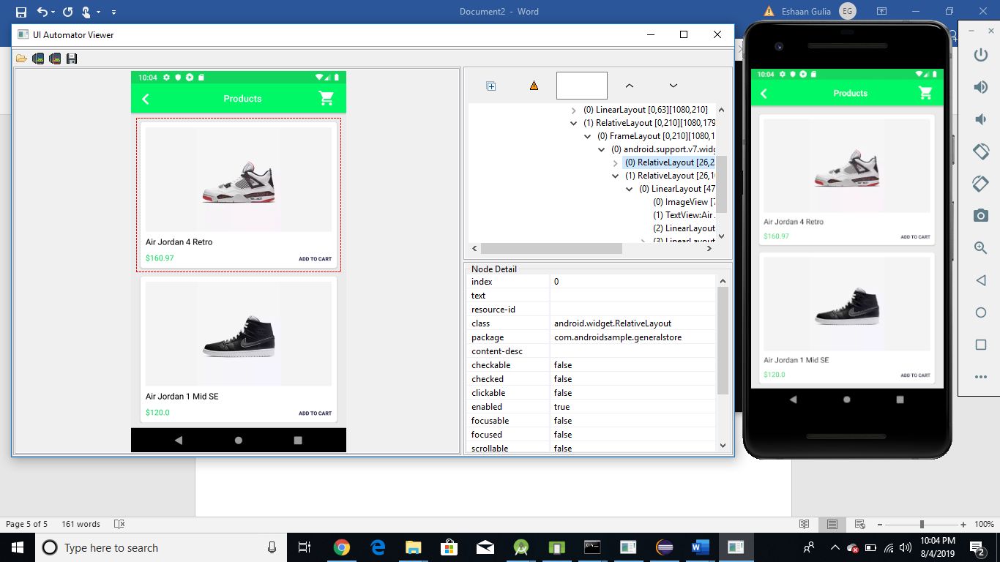 Document2 - Word
Eshaan Gulia
EG
UI Automator Viewer
10:04
Products
Air Jordan 4 Retro
$160.97
ADD TO CART
Air Jordan 1 Mid SE
$120.0
ADD TO CART
(0) LinearLayout [0,63][1080,210]
(1) RelativeLayout [0,210][1080,179
(0) FrameLayout [0,210][1080,1
(0) android.support.v7.widg
(0) RelativeLayout [26,2
(1) RelativeLayout [26,1
(0) LinearLayout [47
(0) ImageView [7
(1) TextView:Air
(2) LinearLayout
(3) LinearLayout
Node Detail
index 0
text
resource-id
class android.widget.RelativeLayout
package com.androidsample.generalstore
content-desc
checkable false
checked false
clickable false
enabled true
focusable false
focused false
scrollable false
10:04
Products
Air Jordan 4 Retro
$160.97
ADD TO CART
Air Jordan 1 Mid SE
$120.0
ADD TO CART
Page 5 of 5 161 words
100%
Type here to search
10:04 PM
8/4/2019
2